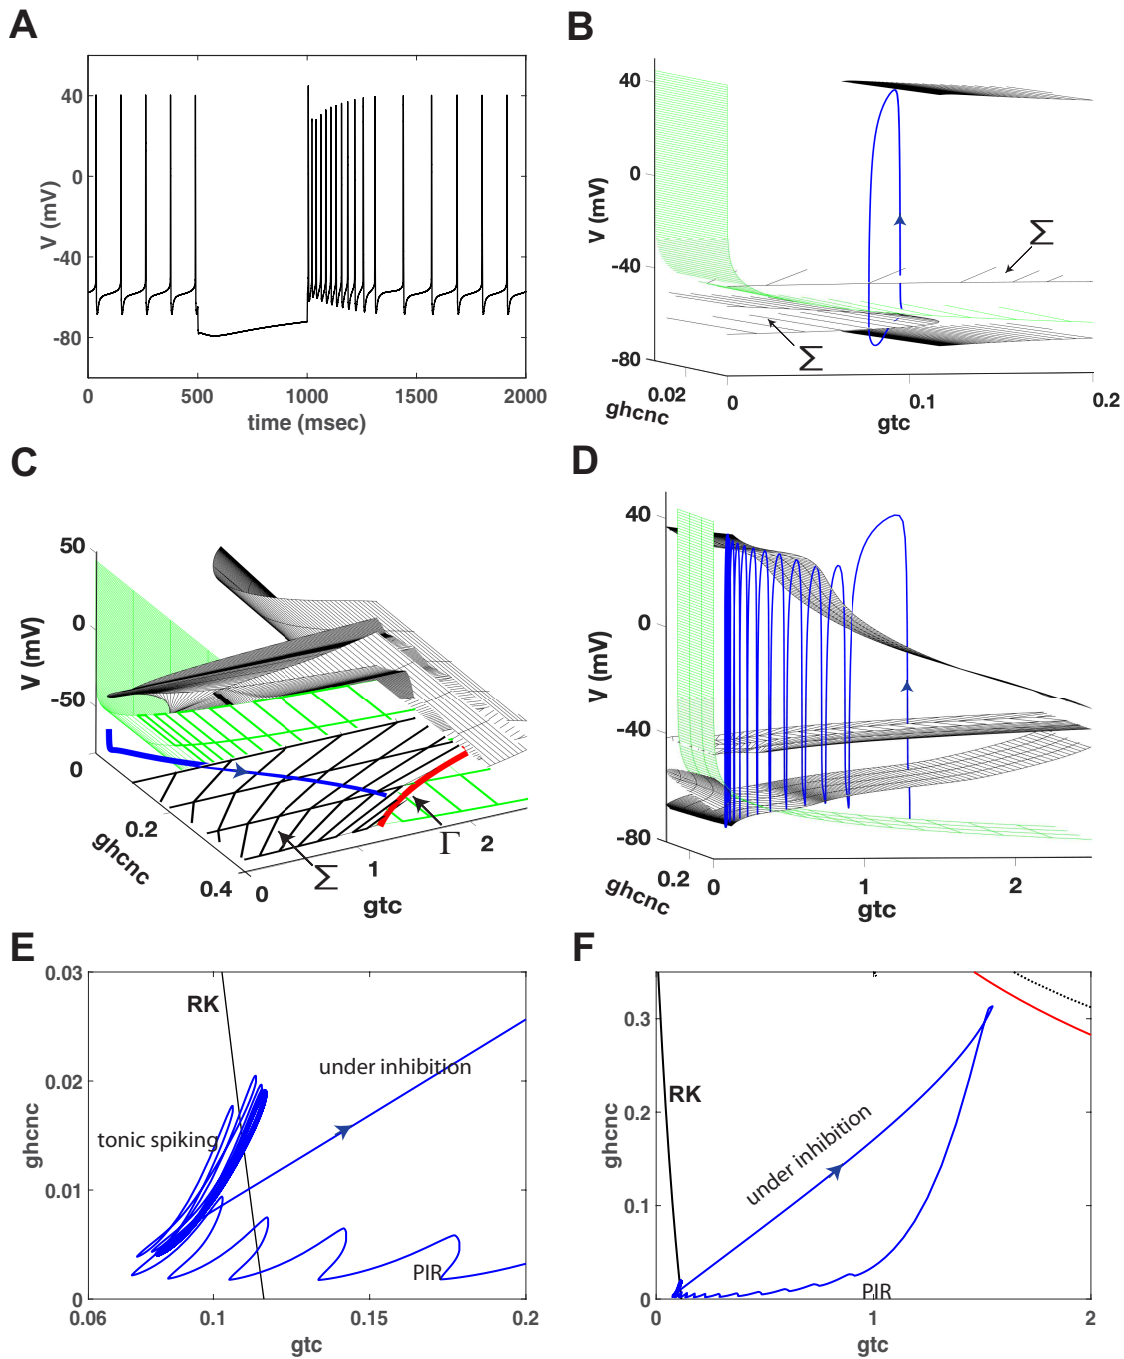 A
V (mV)
40
0
-40
-80
0
500
1000
1500
2000
time (msec)
B
V (mV)
40
0
-40
-80
Σ
Σ
0.02
ghcnc
0
0.1
0.2
gtc
C
V (mV)
50
0
-50
0
0.2
0.4
ghcnc
0
1
2
gtc
Σ
Γ
D
V (mV)
40
0
-40
-80
0.2
ghcnc
0
1
2
gtc
E
ghcnc
0.03
0.02
0.01
0
RK
under inhibition
tonic spiking
PIR
0.06
0.1
0.15
0.2
gtc
F
ghcnc
0.3
0.2
0.1
0
RK
under inhibition
PIR
0
1
2
gtc